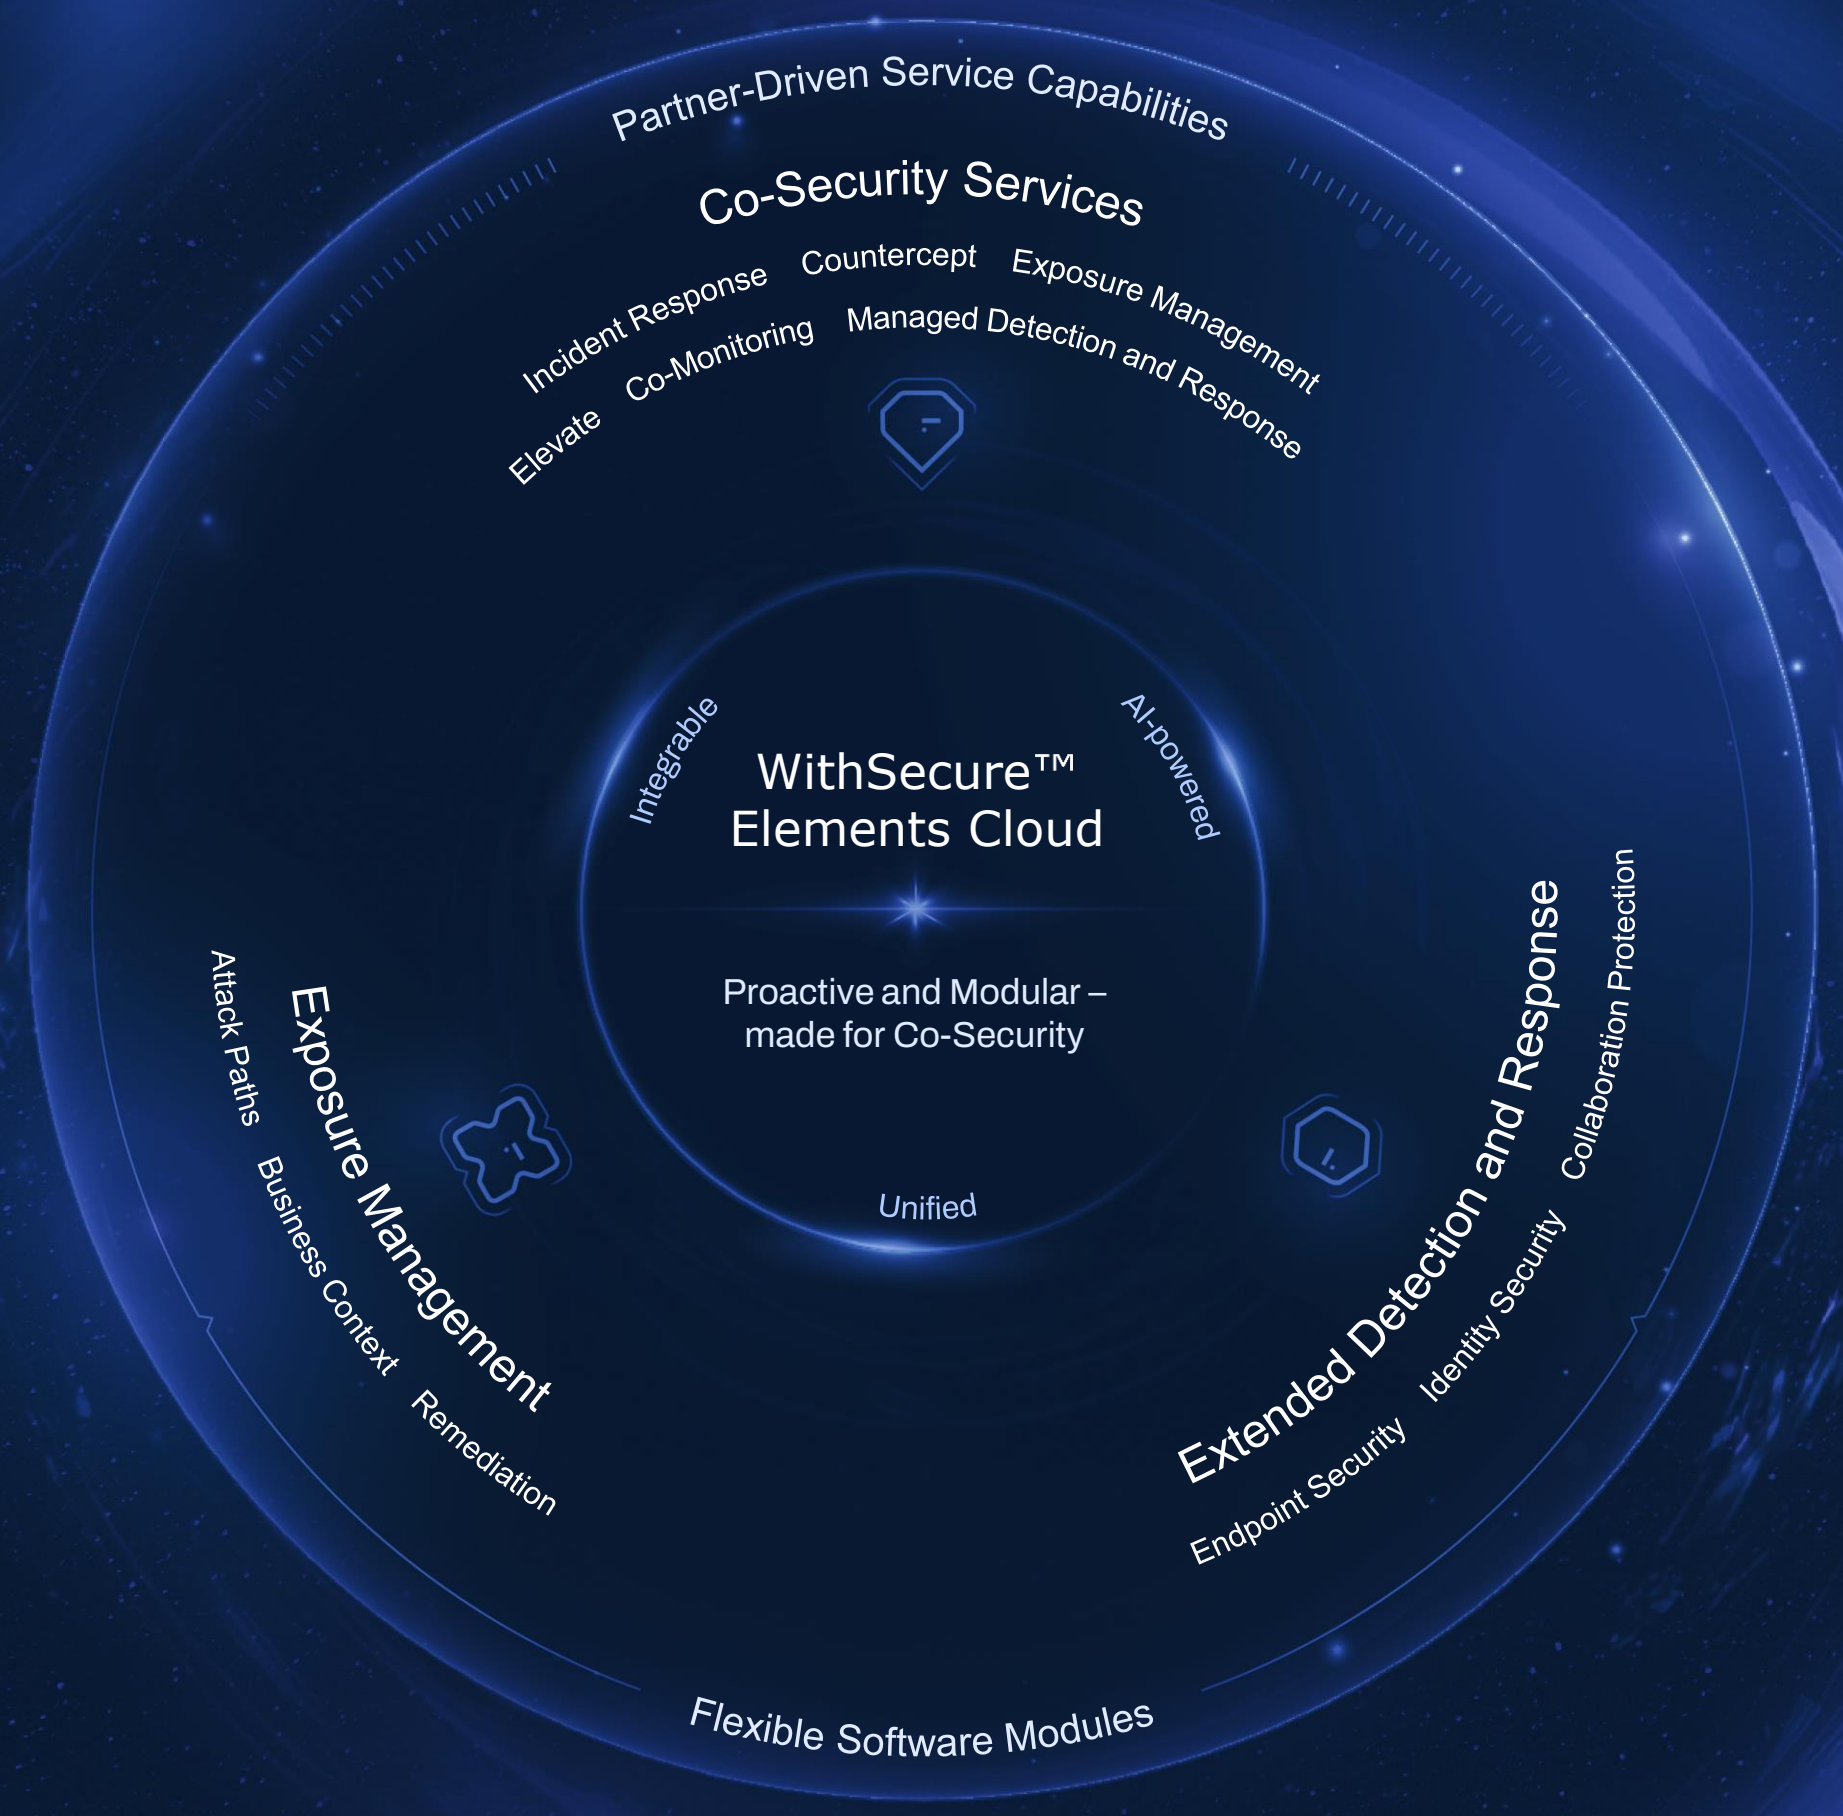 Partner-Driven Service Capabilities
Co-Security Services
Incident Response Countercept Exposure Management
Elevate Co-Monitoring Managed Detection and Response
Integrable
AI-powered
WithSecure™
Elements Cloud
Proactive and Modular –
made for Co-Security
Unified
Exposure Management
Attack Paths Business Context Remediation
Extended Detection and Response
Endpoint Security Identity Security Collaboration Protection
Flexible Software Modules